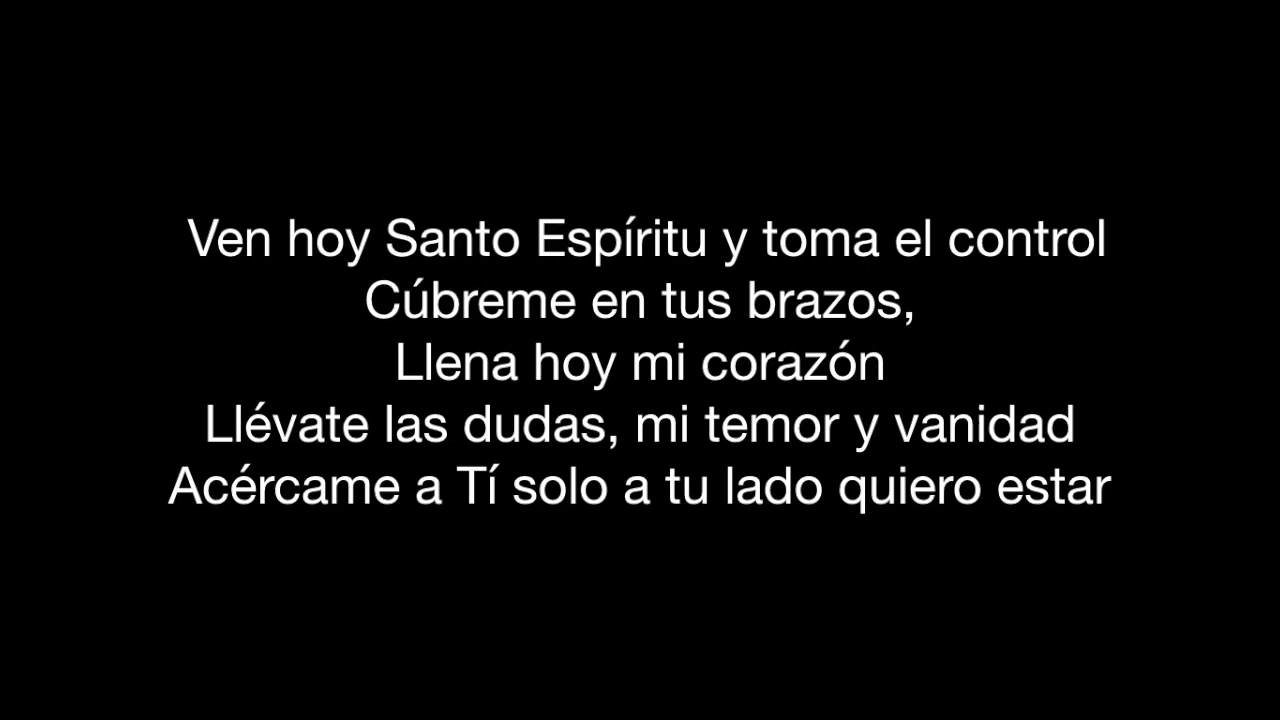 Ven hoy Santo Espíritu y toma el control
Cúbreme en tus brazos,
Llena hoy mi corazón
Llévate las dudas, mi temor y vanidad
Acércame a Tí solo a tu lado quiero estar